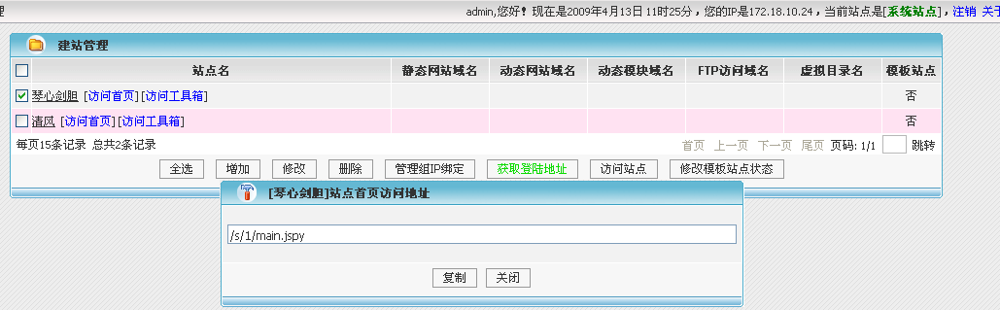 理 admin,您好！现在是2009年4月13日 11时25分，您的IP是172.18.10.24，当前站点是[系统站点]，注销 关于
建站管理
站点名 静态网站域名 动态网站域名 动态模块域名 FTP访问域名 虚拟目录名 模板站点
琴心剑胆 [访问首页][访问工具箱] 否
清风 [访问首页][访问工具箱] 否
每页15条记录 总共2条记录 首页 上一页 下一页 尾页 页码: 1/1 跳转
全选 增加 修改 删除 管理组IP绑定 获取登陆地址 访问站点 修改模板站点状态
[琴心剑胆]站点首页访问地址
/s/1/main.jspy
复制 关闭